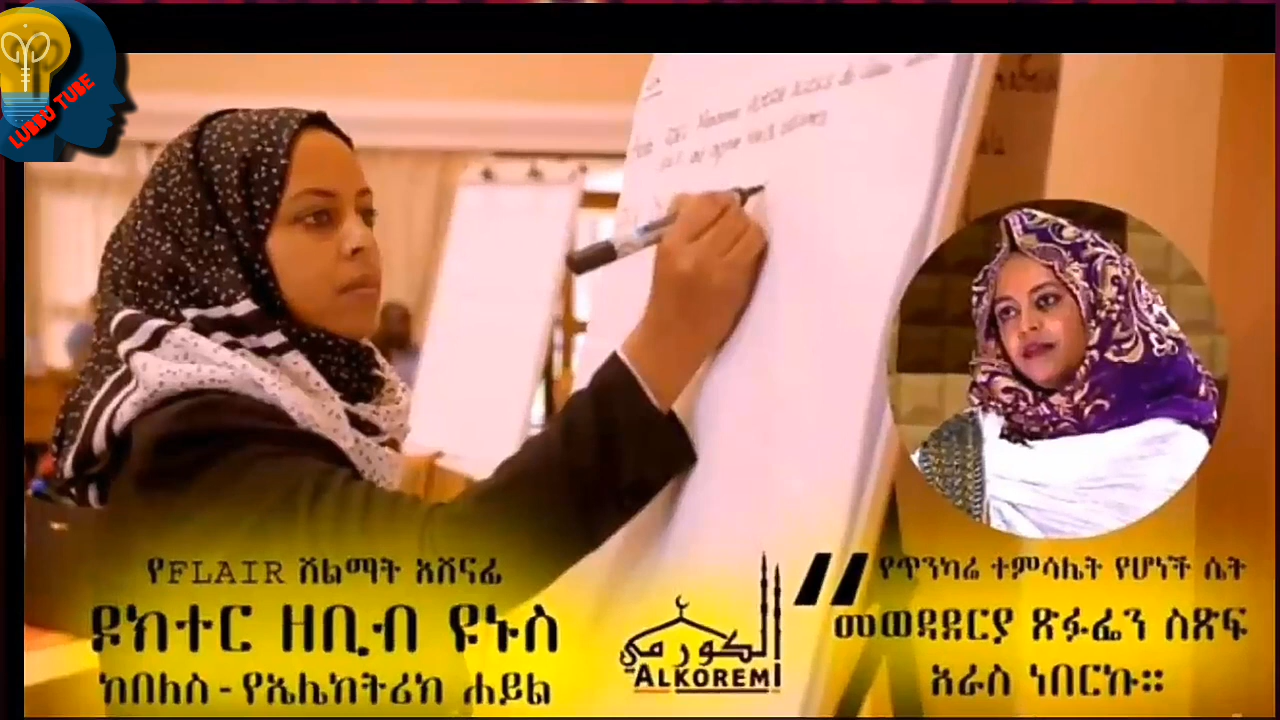 LUBBU TUBE
የFLAIR ሽልማት አሸናፊ
ዶክተር ዘቢብ ዩኑስ
ከበለስ - የኤሌክትሪክ ሐይል
الكورمي
ALKOREMI
"የጥንካሬ ተምሳሌት የሆነች ሴት
መወዳደርያ ጽሁፌን ስጽፍ
አራስ ነበርኩ።